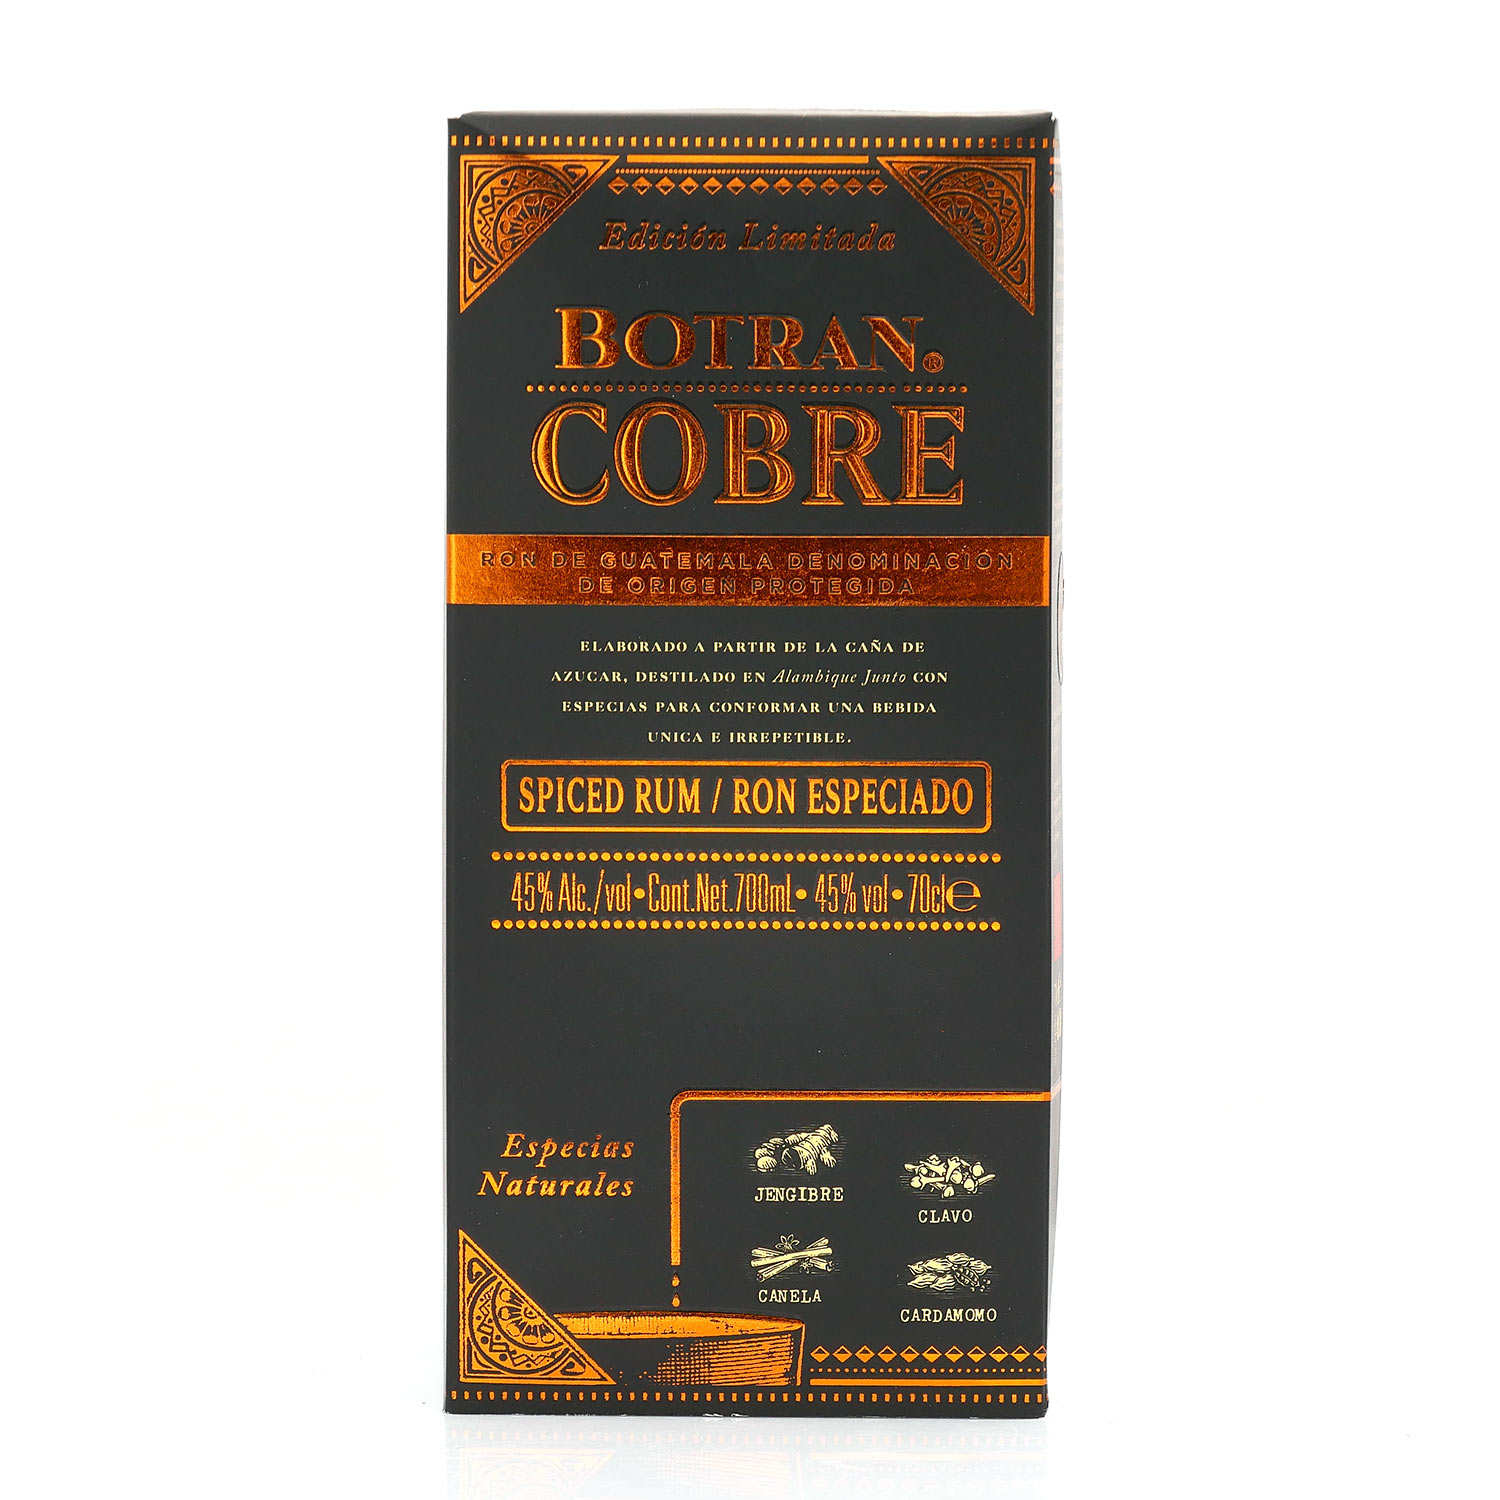 Edición Limitada
BOTRAN®
COBRE
RON DE GUATEMALA DENOMINACIÓN
DE ORIGEN PROTEGIDA
ELABORADO A PARTIR DE LA CAÑA DE
AZUCAR, DESTILADO EN Alambique Junto CON
ESPECIAS PARA CONFORMAR UNA BEBIDA
UNICA E IRREPETIBLE.
SPICED RUM / RON ESPECIADO
45% Alc./vol•Cont.Net.700mL• 45% vol • 70cl e
Especias
Naturales
JENGIBRE
CLAVO
CANELA
CARDAMOMO